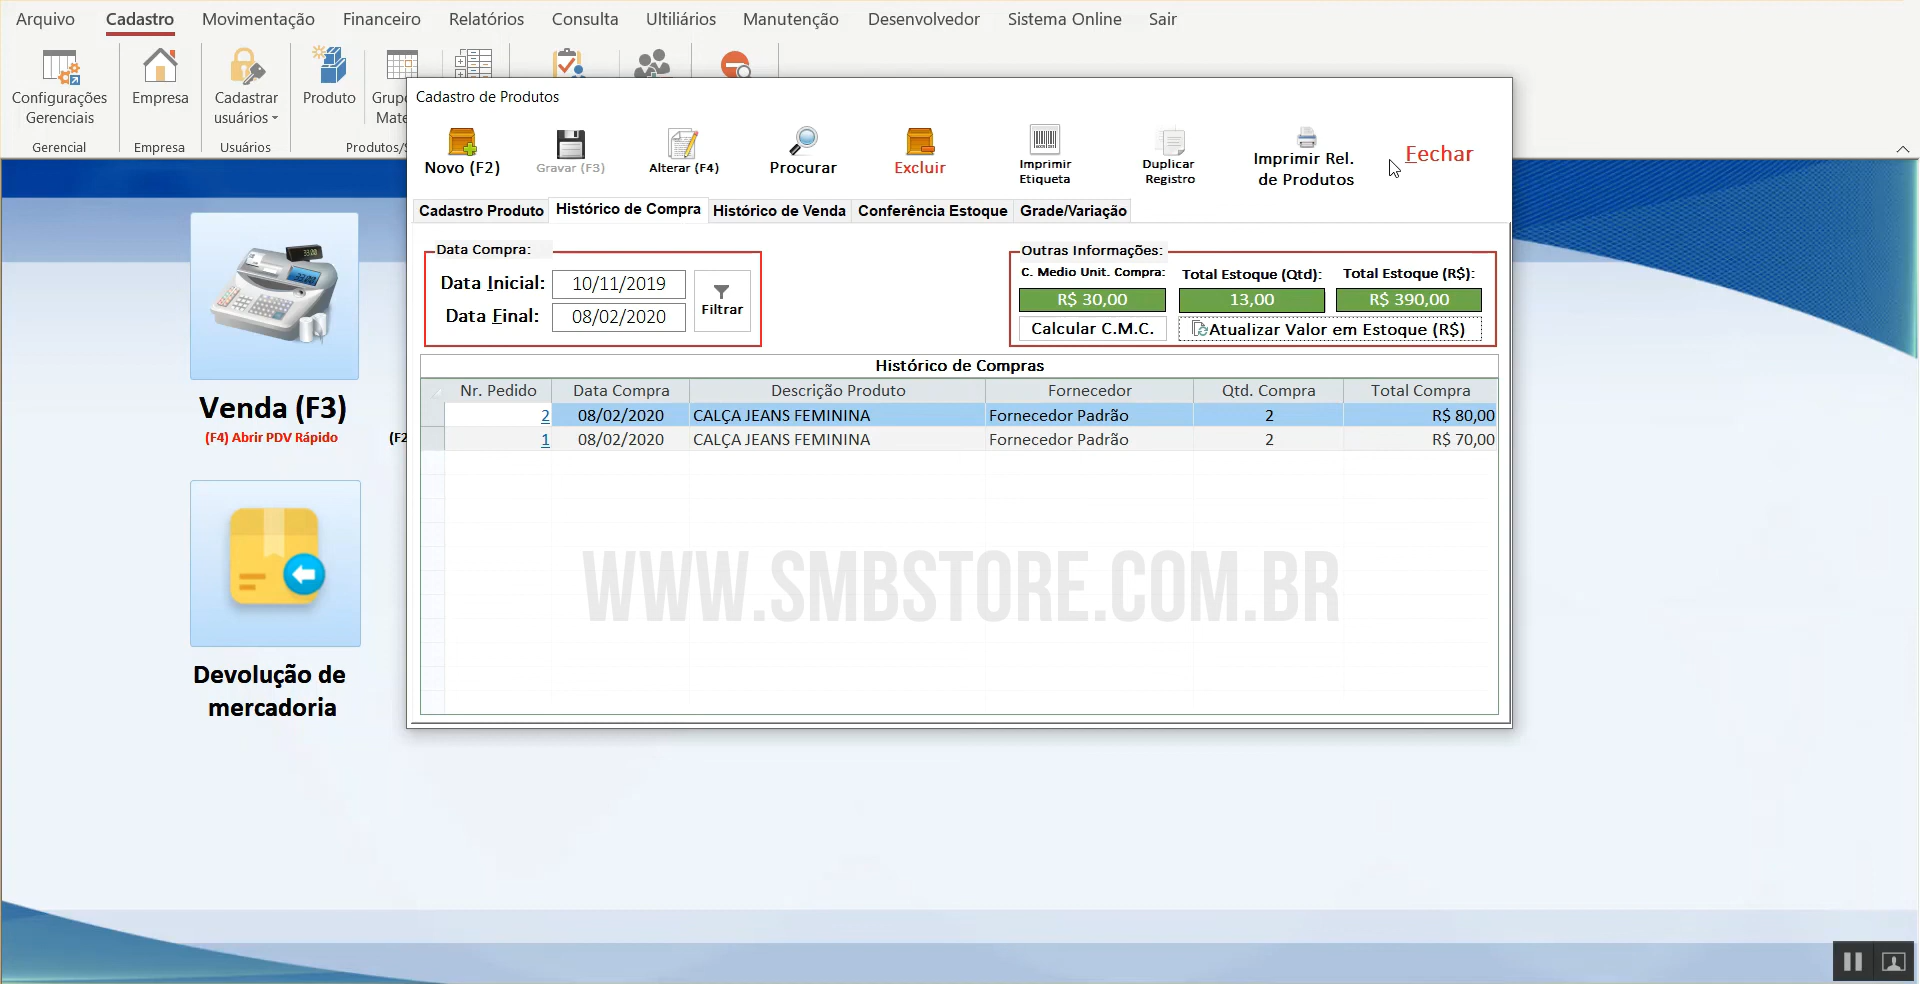 Arquivo Cadastro Movimentação Financeiro Relatórios Consulta Ultiliários Manutenção Desenvolvedor Sistema Online Sair
Configurações
Gerenciais
Empresa
Cadastrar
usuários
Produto
Grup
Mate
Gerencial
Empresa
Usuários
Produtos/S
Cadastro de Produtos
Novo (F2)
Gravar (F3)
Alterar (F4)
Procurar
Excluir
Imprimir
Etiqueta
Duplicar
Registro
Imprimir Rel.
de Produtos
Fechar
Cadastro Produto Histórico de Compra Histórico de Venda Conferência Estoque Grade/Variação
Data Compra:
Data Inicial: 10/11/2019
Data Final: 08/02/2020
Filtrar
Outras Informações:
C. Medio Unit. Compra: Total Estoque (Qtd): Total Estoque (R$):
R$ 30,00 13,00 R$ 390,00
Calcular C.M.C. Atualizar Valor em Estoque (R$)
Histórico de Compras
Nr. Pedido Data Compra Descrição Produto Fornecedor Qtd. Compra Total Compra
2 08/02/2020 CALÇA JEANS FEMININA Fornecedor Padrão 2 R$ 80,00
1 08/02/2020 CALÇA JEANS FEMININA Fornecedor Padrão 2 R$ 70,00
WWW.SMBSTORE.COM.BR
33.00
Venda (F3)
(F4) Abrir PDV Rápido
(F2
Devolução de
mercadoria